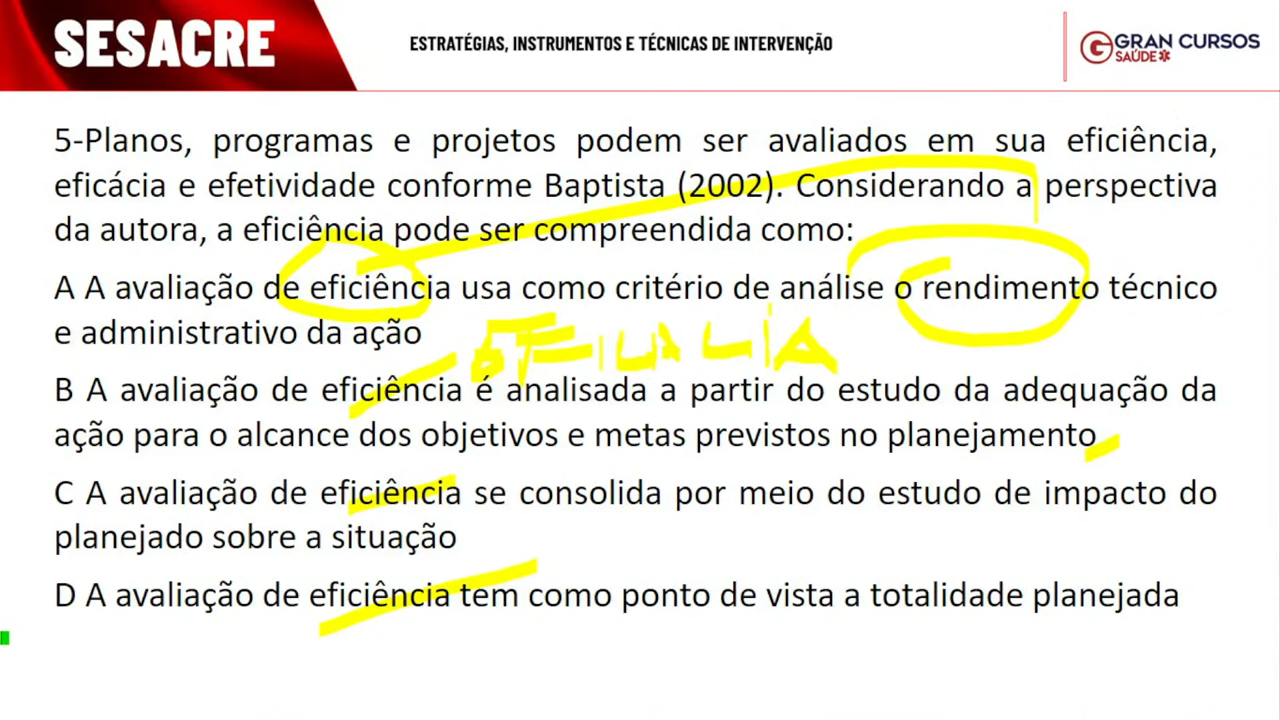 SESACRE
ESTRATÉGIAS, INSTRUMENTOS E TÉCNICAS DE INTERVENÇÃO
GRAN CURSOS
SAÚDE
5-Planos, programas e projetos podem ser avaliados em sua eficiência,
eficácia e efetividade conforme Baptista (2002). Considerando a perspectiva
da autora, a eficiência pode ser compreendida como:
A A avaliação de eficiência usa como critério de análise o rendimento técnico
e administrativo da ação
B A avaliação de eficiência é analisada a partir do estudo da adequação da
ação para o alcance dos objetivos e metas previstos no planejamento
C A avaliação de eficiência se consolida por meio do estudo de impacto do
planejado sobre a situação
D A avaliação de eficiência tem como ponto de vista a totalidade planejada